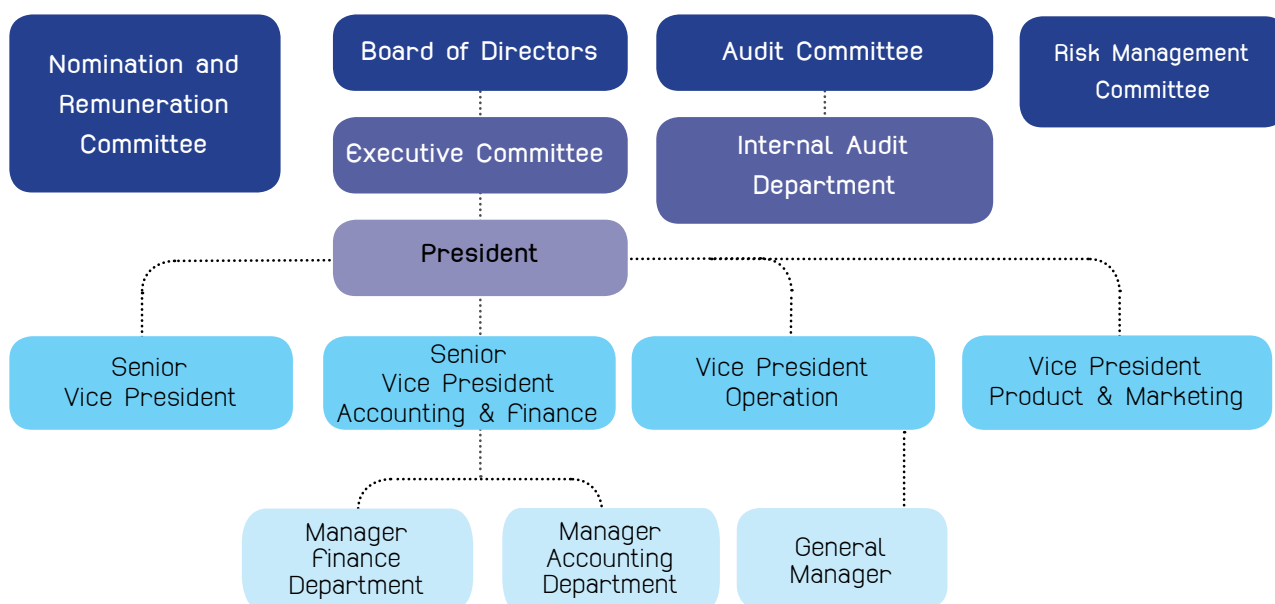 Nomination and
Remuneration
Committee
Board of Directors
Audit Committee
Risk Management
Committee
Executive Committee
Internal Audit
Department
President
Senior
Vice President
Senior
Vice President
Accounting & Finance
Vice President
Operation
Vice President
Product & Marketing
Manager
Finance
Department
Manager
Accounting
Department
General
Manager